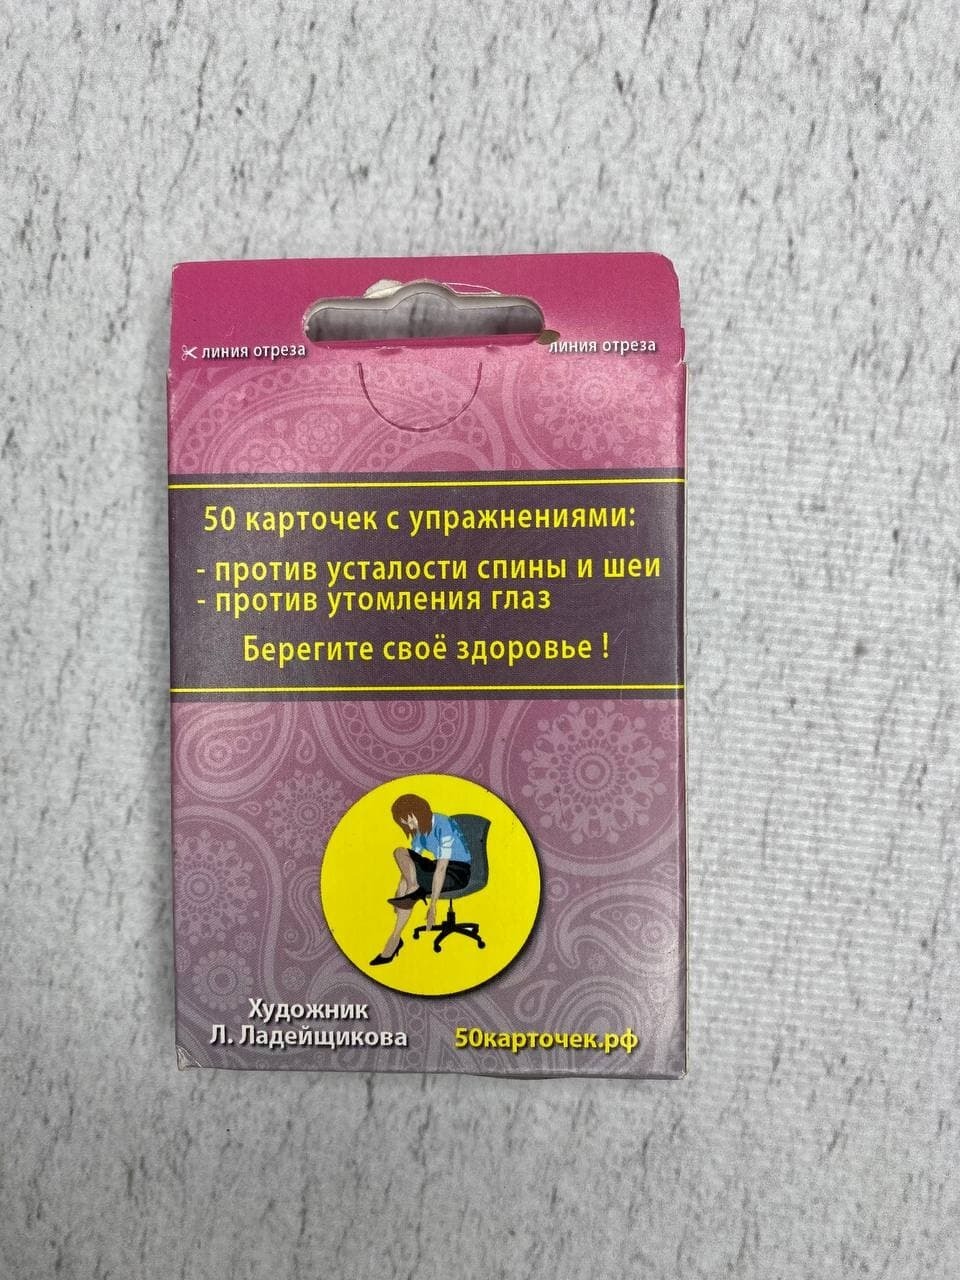 линия отреза
линия отреза
50 карточек с упражнениями:
- против усталости спины и шеи
- против утомления глаз
Берегите своё здоровье !
Художник
Л. Ладейщикова
50карточек.рф